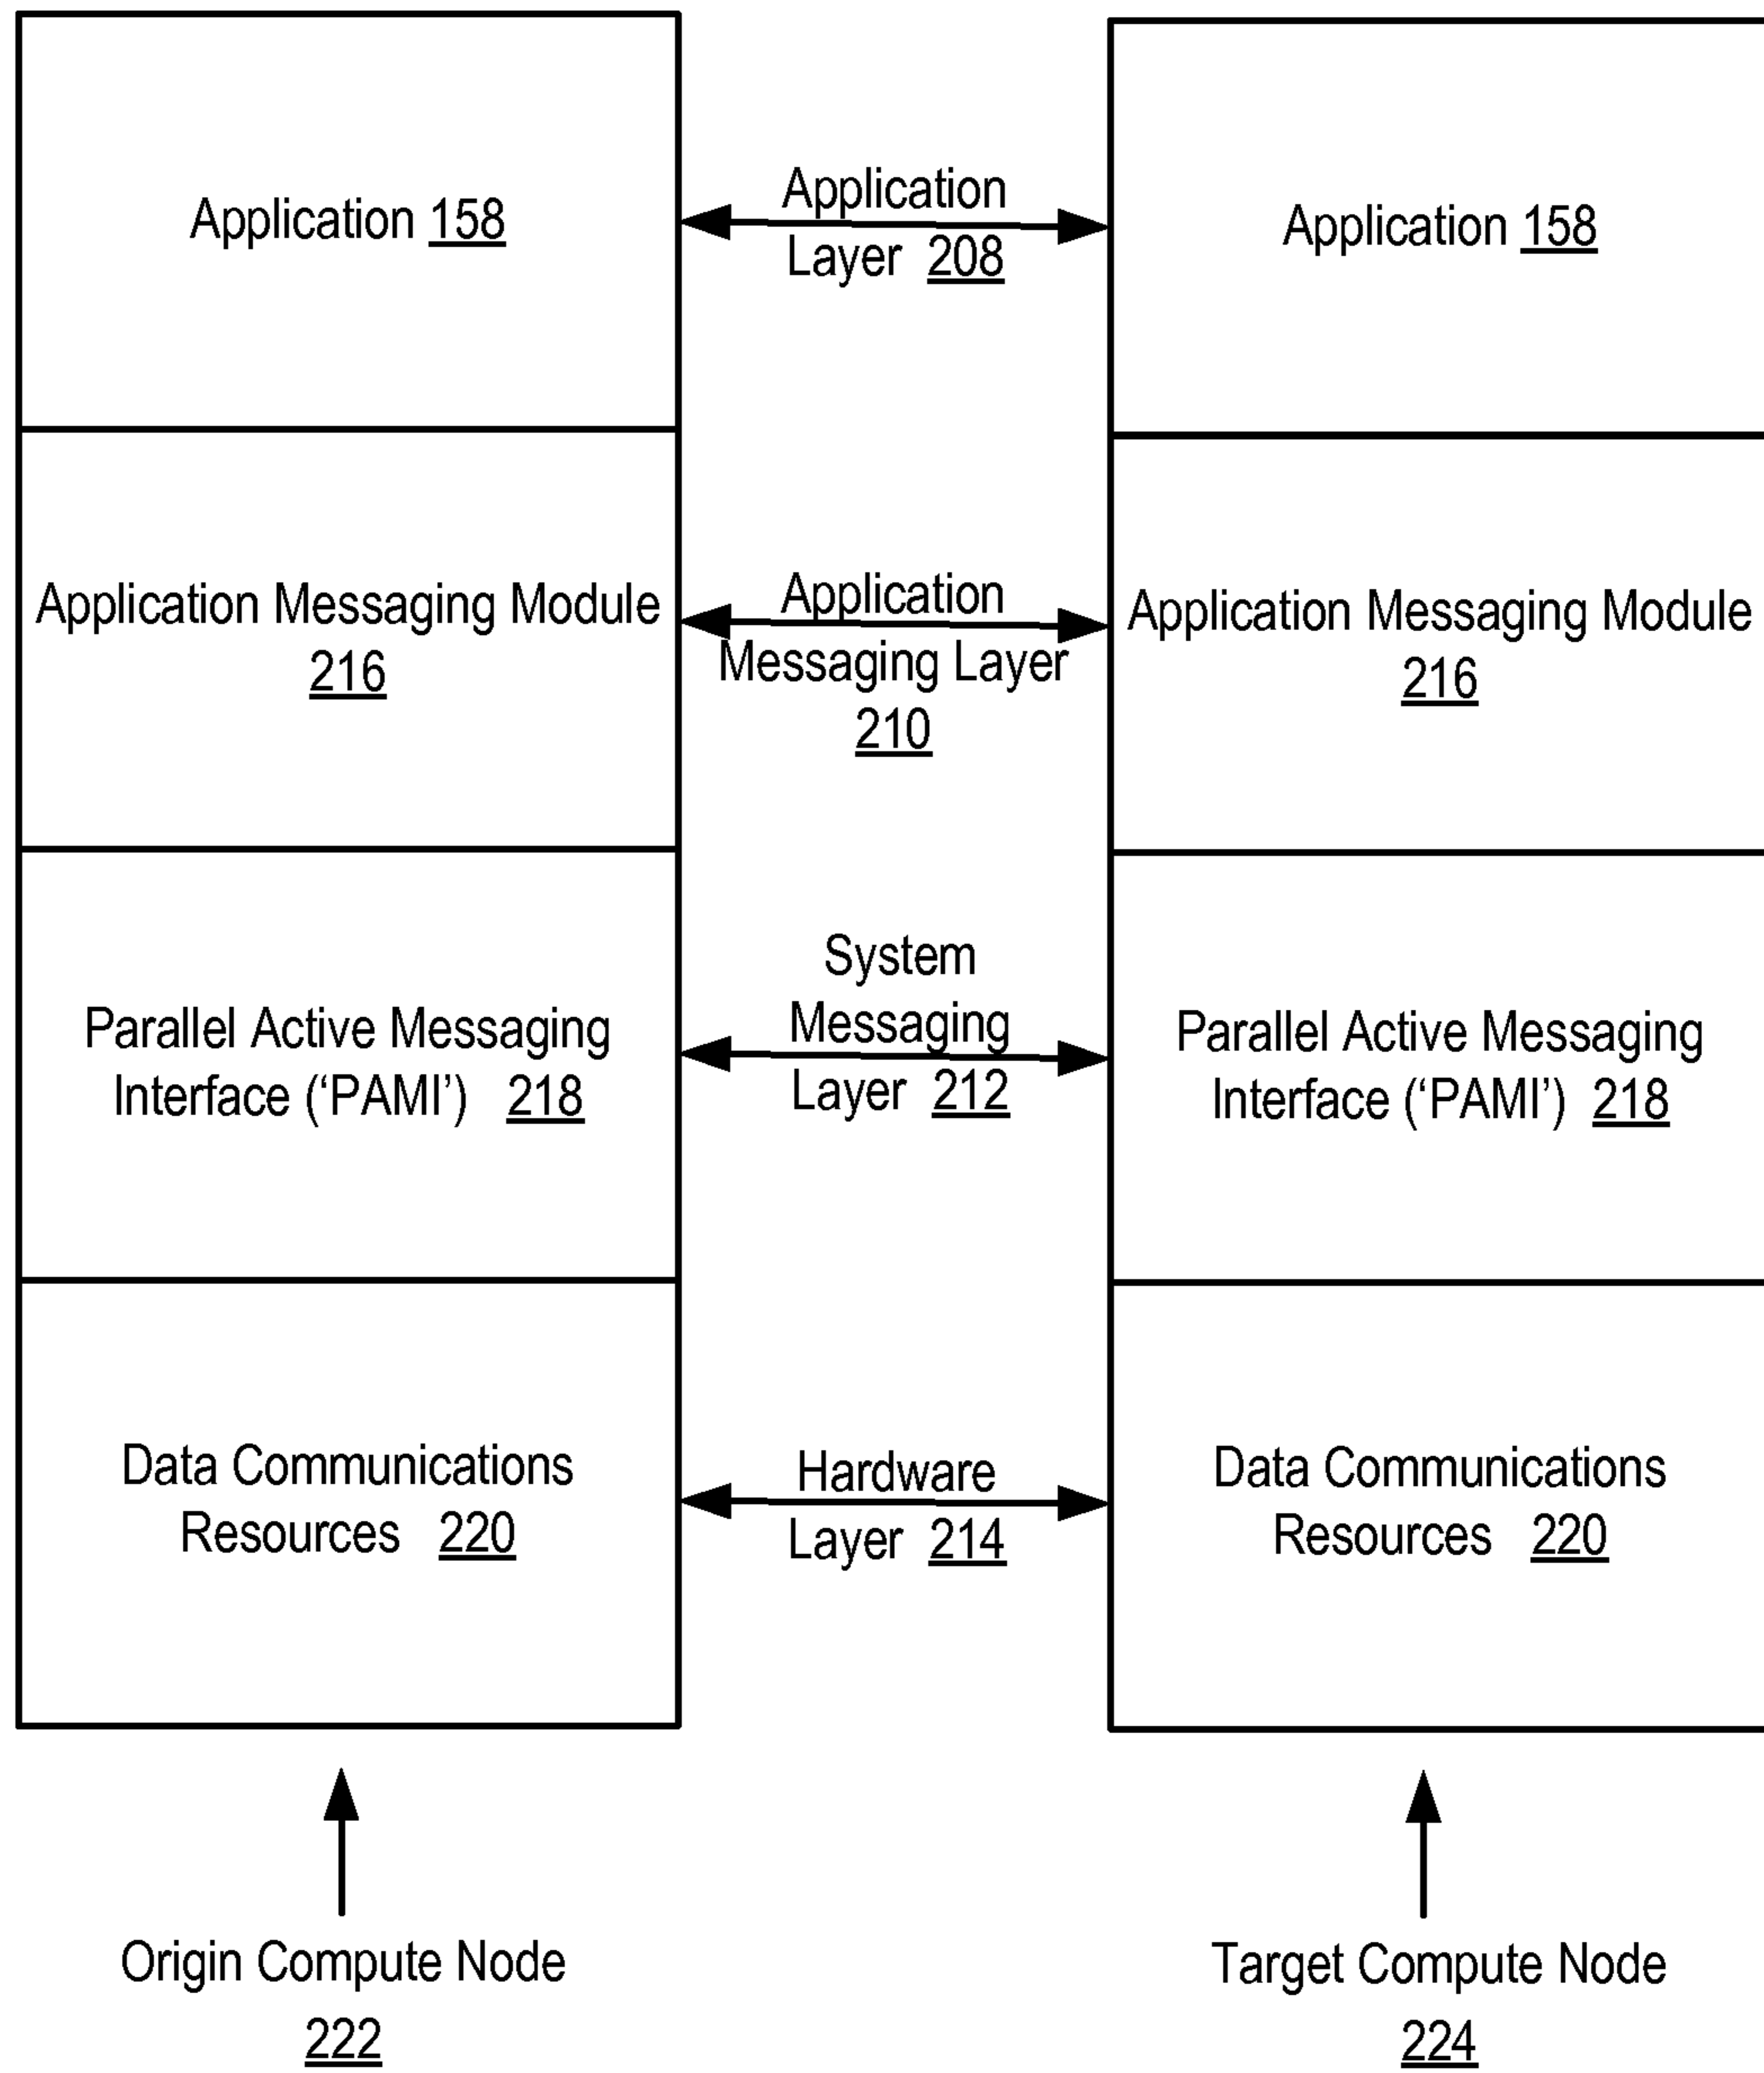 Application 158
Application
Layer 208
Application 158
Application Messaging Module
216
Application
Messaging Layer
210
Application Messaging Module
216
Parallel Active Messaging
Interface (‘PAMI’) 218
System
Messaging
Layer 212
Parallel Active Messaging
Interface (‘PAMI’) 218
Data Communications
Resources 220
Hardware
Layer 214
Data Communications
Resources 220
Origin Compute Node
222
Target Compute Node
224